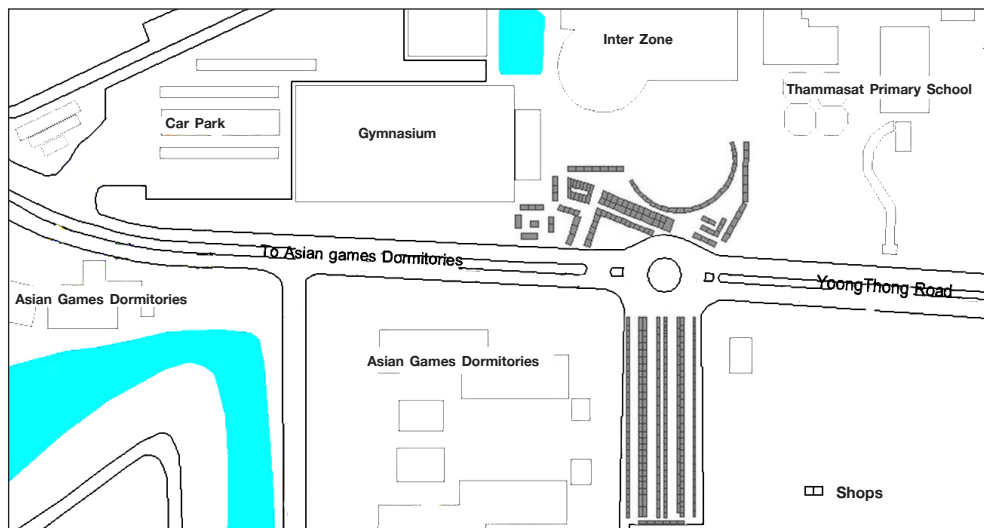 Inter Zone
Thammasat Primary School
Car Park
Gymnasium
To Asian games Dormitories
YoongThong Road
Asian Games Dormitories
Asian Games Dormitories
Shops